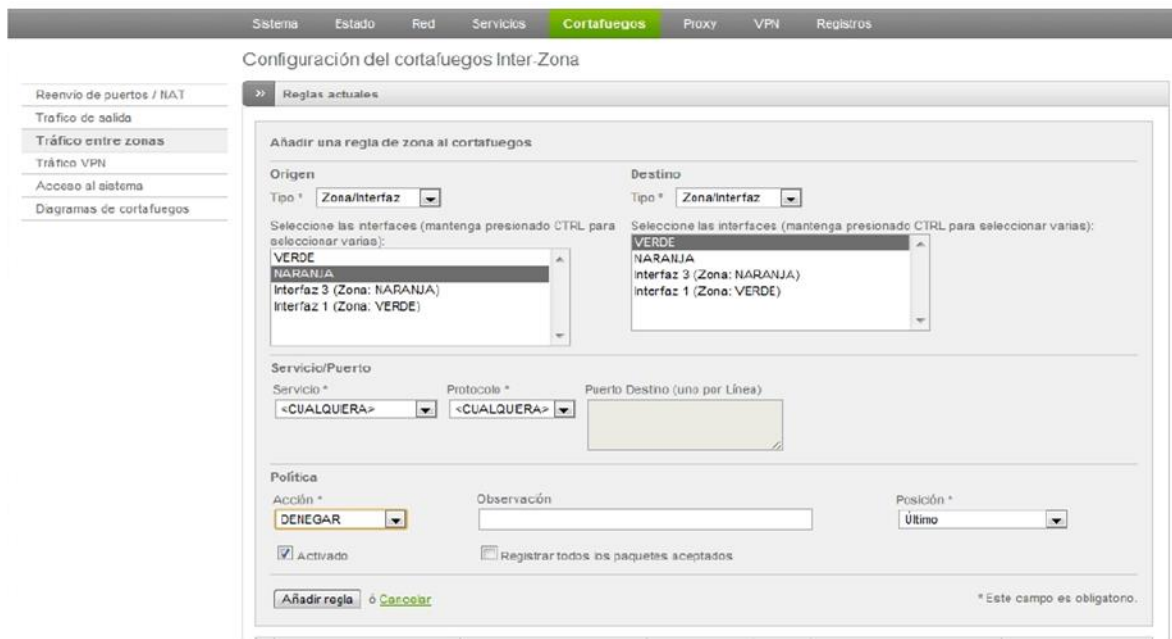 Sistema Estado Red Servicios Cortafuegos Proxy VPN Registros
Configuración del cortafuegos Inter-Zona
Reenvío de puertos / NAT
Trafico de salida
Tráfico entre zonas
Tráfico VPN
Acceso al sistema
Diagramas de cortafuegos
» Reglas actuales
Añadir una regla de zona al cortafuegos
Origen
Tipo * Zona/Interfaz
Seleccione las interfaces (mantenga presionado CTRL para
seleccionar varias):
VERDE
NARANJA
Interfaz 3 (Zona: NARANJA)
Interfaz 1 (Zona: VERDE)
Destino
Tipo * Zona/Interfaz
Seleccione las interfaces (mantenga presionado CTRL para seleccionar varias):
VERDE
NARANJA
Interfaz 3 (Zona: NARANJA)
Interfaz 1 (Zona: VERDE)
Servicio/Puerto
Servicio * Protocolo * Puerto Destino (uno por Línea)
<CUALQUIERA> <CUALQUIERA>
Política
Acción * Observación Posición *
DENEGAR Último
Activado Registrar todos los paquetes aceptados
Añadir regla ó Cancelar * Este campo es obligatorio.